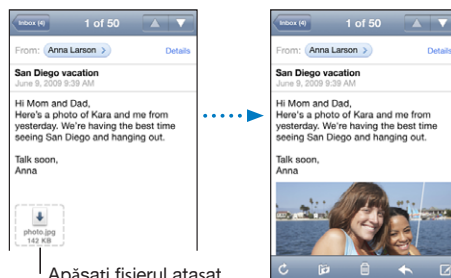 Inbox (4)
1 of 50
From: Anna Larson
Details
San Diego vacation
June 9, 2009 9:39 AM
Hi Mom and Dad,
Here's a photo of Kara and me from
yesterday. We're having the best time
seeing San Diego and hanging out.
Talk soon,
Anna
photo.jpg
142 KB
Apăsați fișierul atașat
Inbox (4)
1 of 50
From: Anna Larson
Details
San Diego vacation
June 9, 2009 9:39 AM
Hi Mom and Dad,
Here's a photo of Kara and me from
yesterday. We're having the best time
seeing San Diego and hanging out.
Talk soon,
Anna